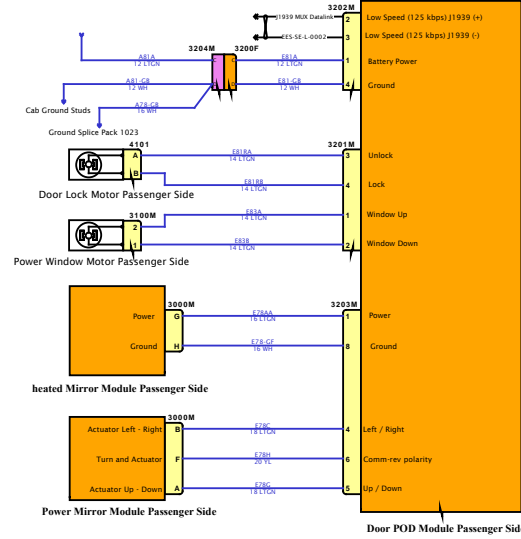 3202M
J1939 MUX Datalink
2 Low Speed (125 kbps) J1939 (+)
EES-SE-L-0002
3 Low Speed (125 kbps) J1939 (-)
3204M 3200F
A81A
12 LTGN
C C
E81A
12 LTGN
1 Battery Power
A81-GB
12 WH
E81-GB
12 WH
4 Ground
Cab Ground Studs
A78-GB
16 WH
Ground Splice Pack 1023
4101
3201M
A
E81RA
14 LTGN
3 Unlock
B
E81RB
14 LTGN
4 Lock
Door Lock Motor Passenger Side
3100M
2
E83A
14 LTGN
1 Window Up
1
E83B
14 LTGN
2 Window Down
Power Window Motor Passenger Side
3000M
3203M
Power G
E78AA
16 LTGN
1 Power
Ground H
E78-GF
16 WH
8 Ground
heated Mirror Module Passenger Side
3000M
Actuator Left - Right B
E78C
18 LTGN
4 Left / Right
Turn and Actuator F
E78H
20 YL
6 Comm-rev polarity
Actuator Up - Down A
E78G
18 LTGN
5 Up / Down
Power Mirror Module Passenger Side
Door POD Module Passenger Side